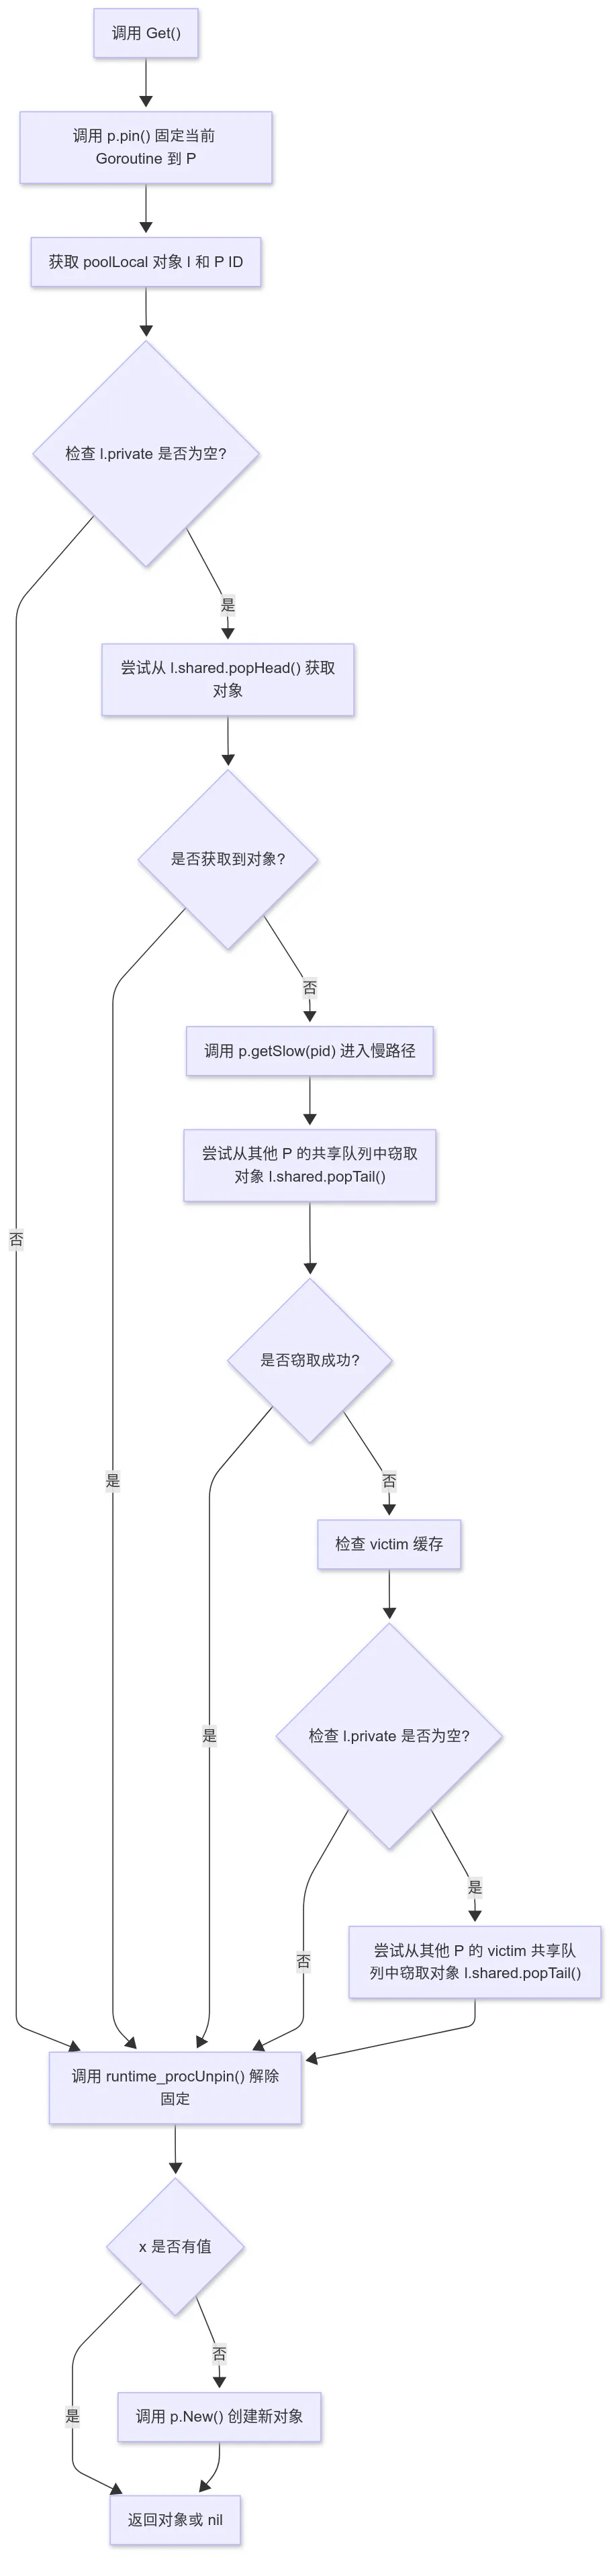 调用 Get()
调用 p.pin() 固定当前
Goroutine 到 P
获取 poolLocal 对象 l 和 P ID
检查 l.private 是否为空?
是
尝试从 l.shared.popHead() 获取
对象
是否获取到对象?
否
调用 p.getSlow(pid) 进入慢路径
尝试从其他 P 的共享队列中窃取
对象 l.shared.popTail()
否
是否窃取成功?
是
否
检查 victim 缓存
是
检查 l.private 是否为空?
是
否
尝试从其他 P 的 victim 共享队
列中窃取对象 l.shared.popTail()
调用 runtime_procUnpin() 解除
固定
x 是否有值
否
是
调用 p.New() 创建新对象
返回对象或 nil